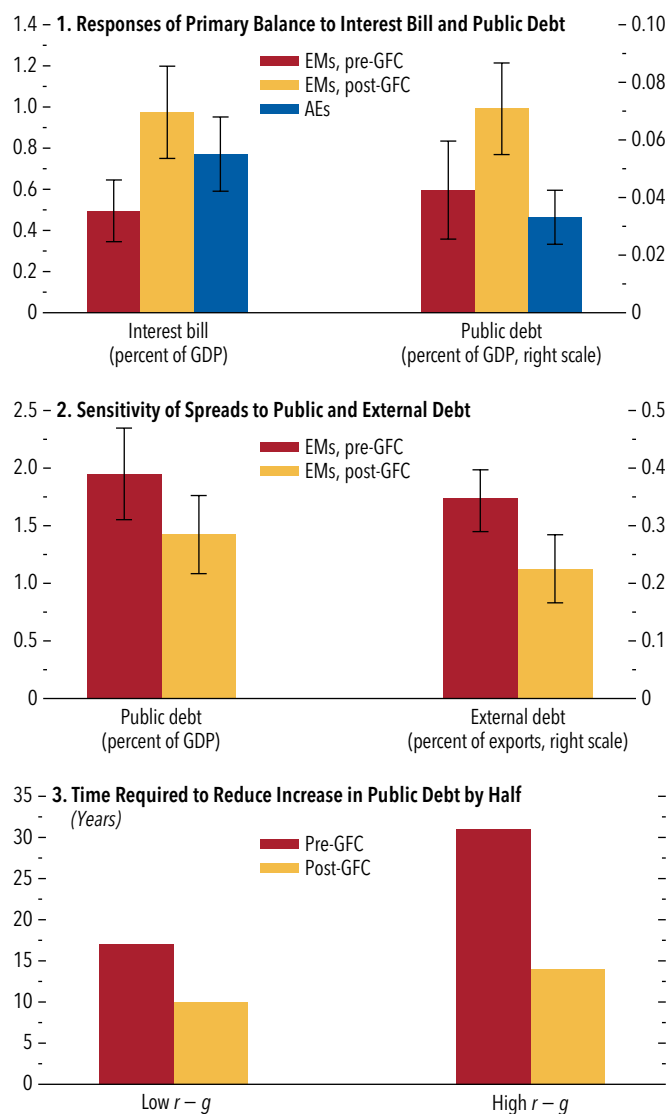 1. Responses of Primary Balance to Interest Bill and Public Debt
1.4
1.2
1.0
0.8
0.6
0.4
0.2
0
0.10
0.08
0.06
0.04
0.02
0
EMs, pre-GFC
EMs, post-GFC
AEs
Interest bill
(percent of GDP)
Public debt
(percent of GDP, right scale)
2. Sensitivity of Spreads to Public and External Debt
2.5
2.0
1.5
1.0
0.5
0
0.5
0.4
0.3
0.2
0.1
0
EMs, pre-GFC
EMs, post-GFC
Public debt
(percent of GDP)
External debt
(percent of exports, right scale)
3. Time Required to Reduce Increase in Public Debt by Half
(Years)
35
30
25
20
15
10
5
0
Pre-GFC
Post-GFC
Low r – g
High r – g